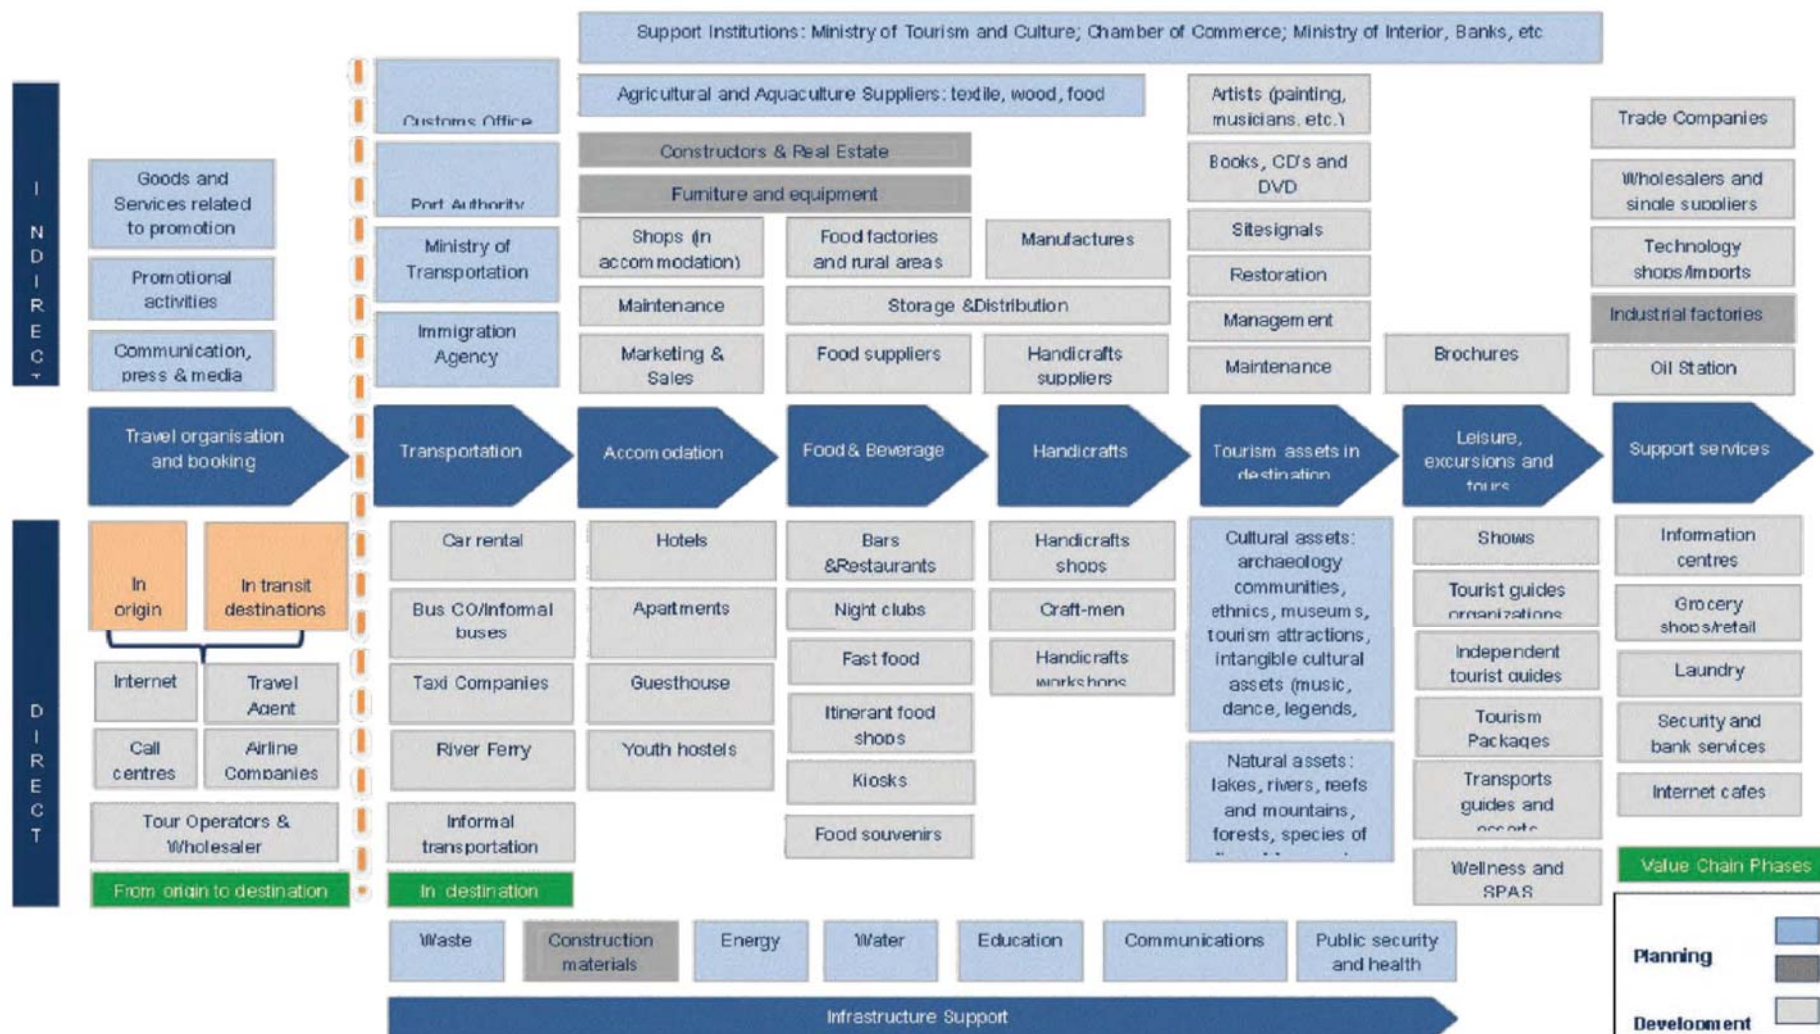 Support Institutions: Ministry of Tourism and Culture; Chamber of Commerce; Ministry of Interior, Banks, etc
Agricultural and Aquaculture Suppliers: textile, wood, food
Constructors & Real Estate
Furniture and equipment
INDIRECT
Goods and
Services related
to promotion
Promotional
activities
Communication,
press & media
Customs Office
Port Authority
Ministry of
Transportation
Immigration
Agency
Shops (in
accommodation)
Maintenance
Marketing &
Sales
Food factories
and rural areas
Storage &Distribution
Food suppliers
Manufactures
Handicrafts
suppliers
Artists (painting,
musicians, etc.)
Books, CD's and
DVD
Sitesignals
Restoration
Management
Maintenance
Brochures
Trade Companies
Wholesalers and
single suppliers
Technology
shops/Imports
Industrial factories
Oil Station
Travel organisation
and booking
Transportation
Accomodation
Food & Beverage
Handicrafts
Tourism assets in
destination
Leisure,
excursions and
tours
Support services
DIRECT
In
origin
In transit
destinations
Internet
Travel
Agent
Call
centres
Airline
Companies
Tour Operators &
Wholesaler
From origin to destination
Car rental
Bus CO/Informal
buses
Taxi Companies
River Ferry
Informal
transportation
In destination
Hotels
Apartments
Guesthouse
Youth hostels
Bars
&Restaurants
Night clubs
Fast food
Itinerant food
shops
Kiosks
Food souvenirs
Handicrafts
shops
Craft-men
Handicrafts
workshops
Cultural assets:
archaeology
communities,
ethnics, museums,
tourism attractions,
intangible cultural
assets (music,
dance, legends,
Natural assets:
lakes, rivers, reefs
and mountains,
forests, species of
Shows
Tourist guides
organizations
Independent
tourist guides
Tourism
Packages
Transports
guides and
Wellness and
SPAS
Information
centres
Grocery
shops/retail
Laundry
Security and
bank services
Internet cafes
Value Chain Phases
Planning
Development
Waste
Construction
materials
Energy
Water
Education
Communications
Public security
and health
Infrastructure Support